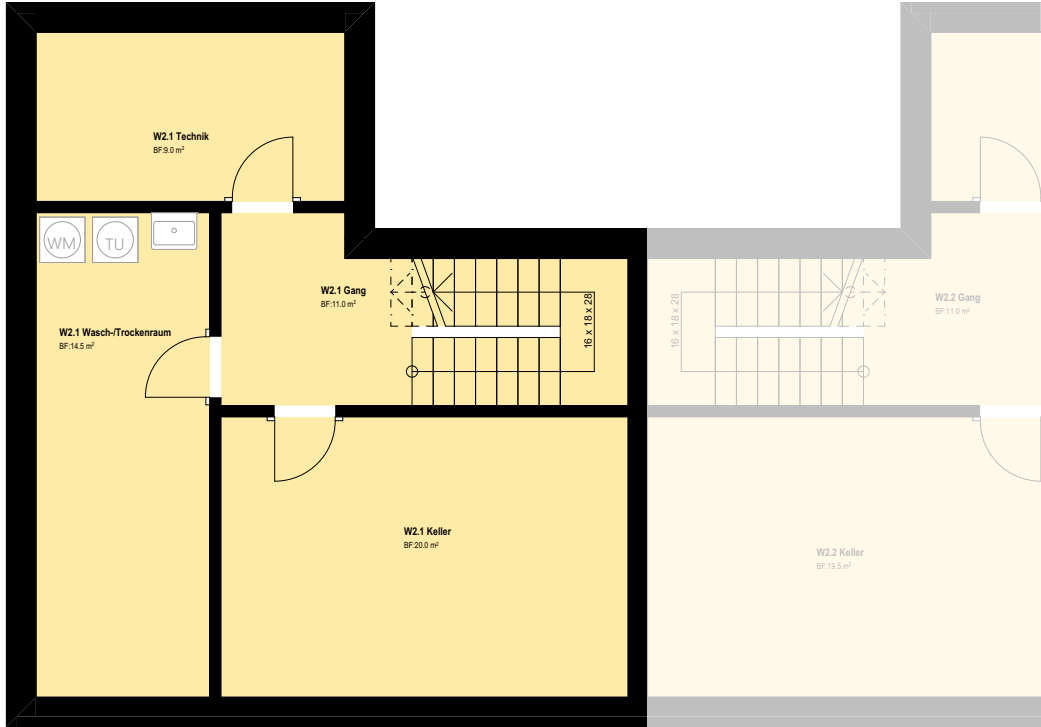 W2.1 Technik
BF:9.0 m²
WM
TU
W2.1 Gang
BF:11.0 m²
16 x 18 x 28
16 x 18 x 28
W2.2 Gang
BF:11.0 m²
W2.1 Wasch-/Trockenraum
BF:14.5 m²
W2.1 Keller
BF:20.0 m²
W2.2 Keller
BF:19.5 m²